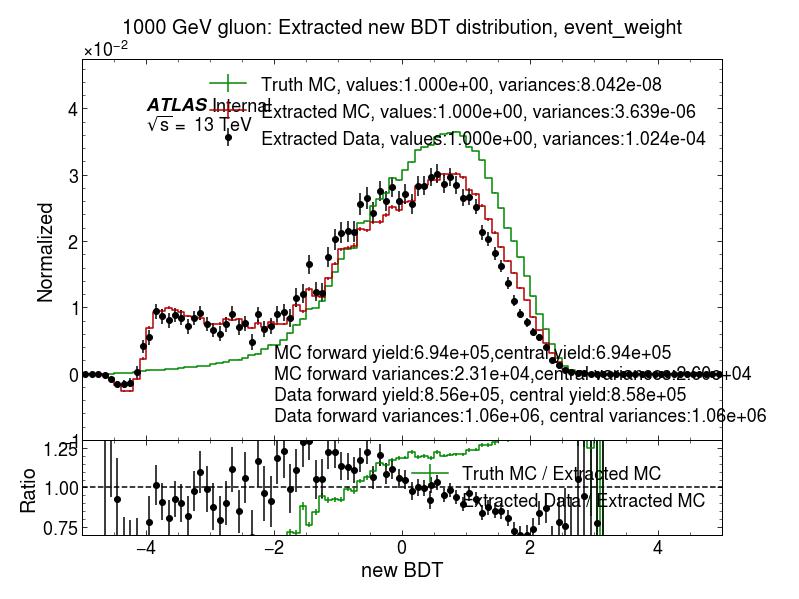 1000 GeV gluon: Extracted new BDT distribution, event_weight
×10⁻²
Truth MC, values:1.000e+00, variances:8.042e-08
ATLAS Internal
Extracted MC, values:1.000e+00, variances:3.639e-06
√s = 13 TeV
Extracted Data, values:1.000e+00, variances:1.024e-04
4
3
2
1
0
Normalized
MC forward yield:6.94e+05,central yield:6.94e+05
MC forward variances:2.31e+04,central variances:2.60e+04
Data forward yield:8.56e+05, central yield:8.58e+05
Data forward variances:1.06e+06, central variances:1.06e+06
1.25
1.00
0.75
Ratio
Truth MC / Extracted MC
Extracted Data / Extracted MC
−4 −2 0 2 4
new BDT